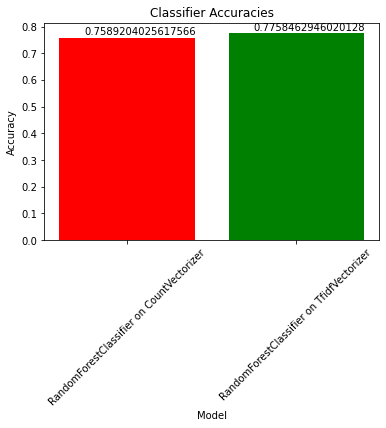 Classifier Accuracies
0.7589204025617566
0.7758462946020128
0.8
0.7
0.6
0.5
0.4
0.3
0.2
0.1
0.0
Accuracy
RandomForestClassifier on CountVectorizer
RandomForestClassifier on TfidfVectorizer
Model